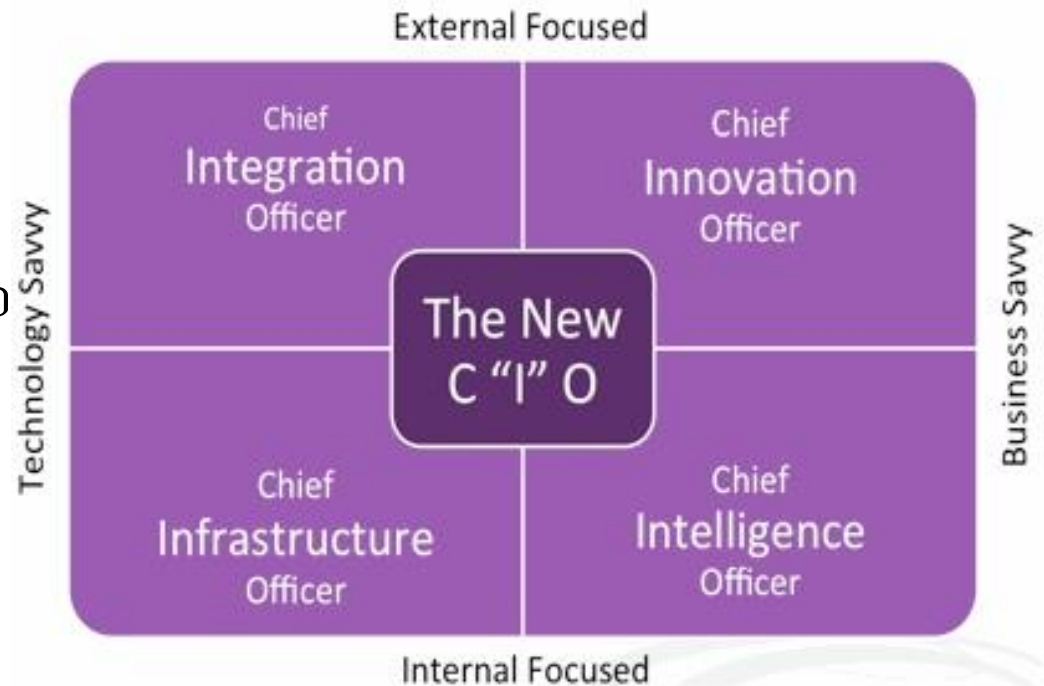 External Focused
Chief
Integration
Officer
Chief
Innovation
Officer
Technology Savvy
The New
C “I” O
Business Savvy
Chief
Infrastructure
Officer
Chief
Intelligence
Officer
Internal Focused